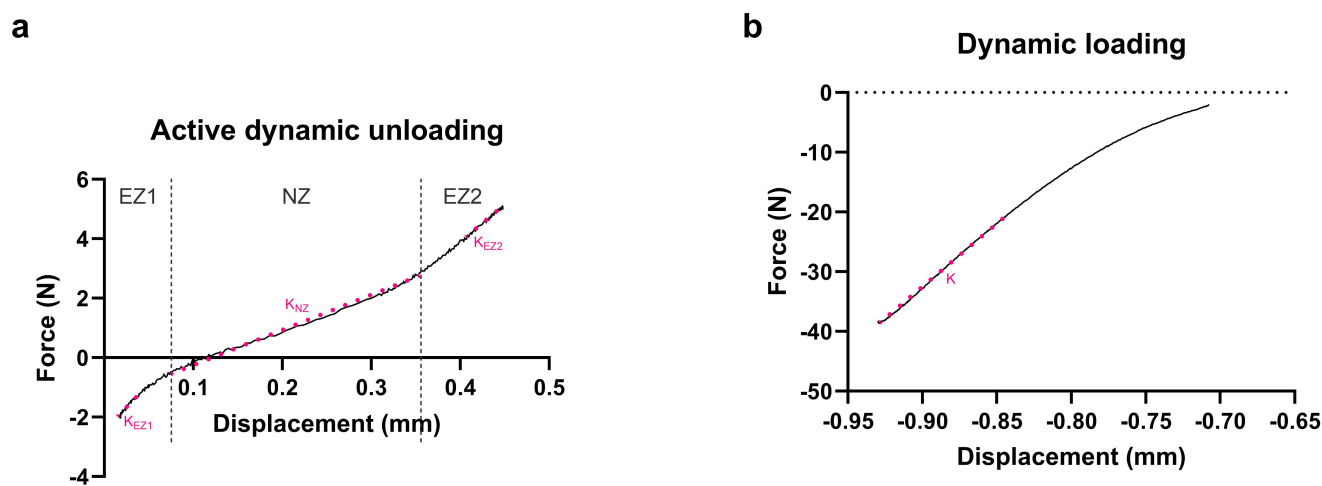 a
b
Active dynamic unloading
Dynamic loading
Force (N)
6
4
2
0
-2
-4
EZ1
NZ
EZ2
K_EZ2
K_NZ
K_EZ1
0.1
0.2
0.3
0.4
0.5
Displacement (mm)
Force (N)
0
-10
-20
-30
-40
-50
K
-0.95
-0.90
-0.85
-0.80
-0.75
-0.70
-0.65
Displacement (mm)